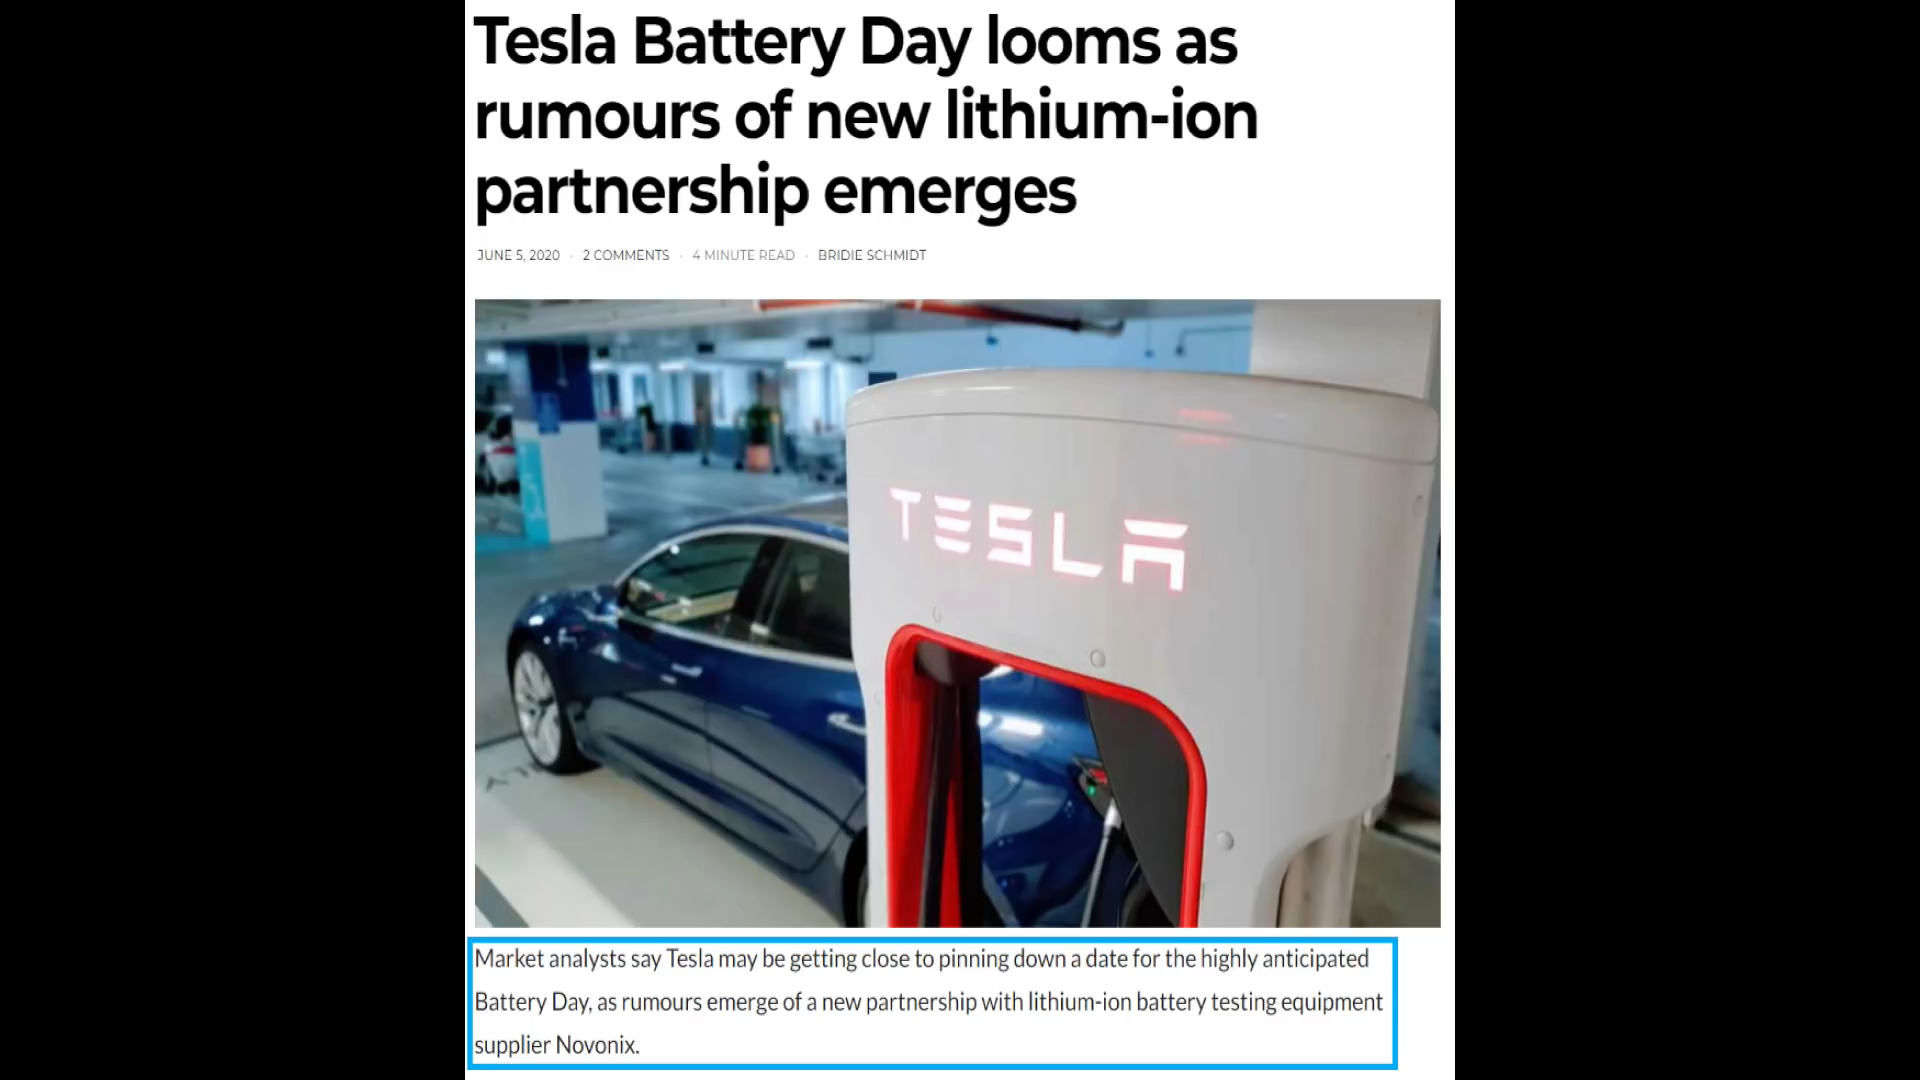 Tesla Battery Day looms as
rumours of new lithium-ion
partnership emerges
JUNE 5, 2020 · 2 COMMENTS · 4 MINUTE READ · BRIDIE SCHMIDT
TESLA
Market analysts say Tesla may be getting close to pinning down a date for the highly anticipated
Battery Day, as rumours emerge of a new partnership with lithium-ion battery testing equipment
supplier Novonix.